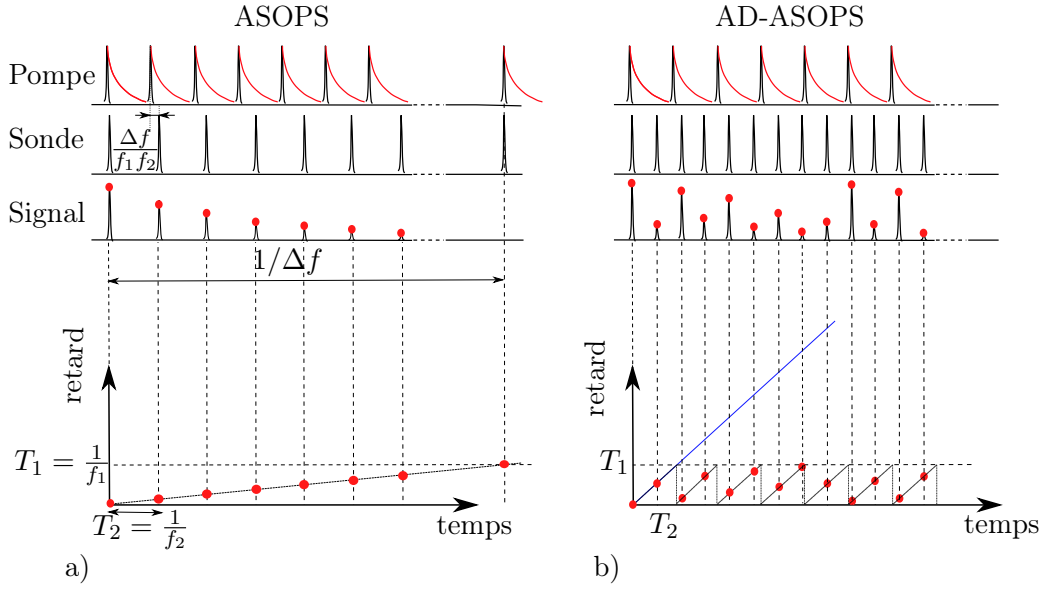 ASOPS
Pompe
Sonde
Δf
f₁f₂
Signal
1/Δf
retard
T₁ = 1/f₁
T₂ = 1/f₂
temps
a)
AD-ASOPS
retard
T₁
T₂
temps
b)